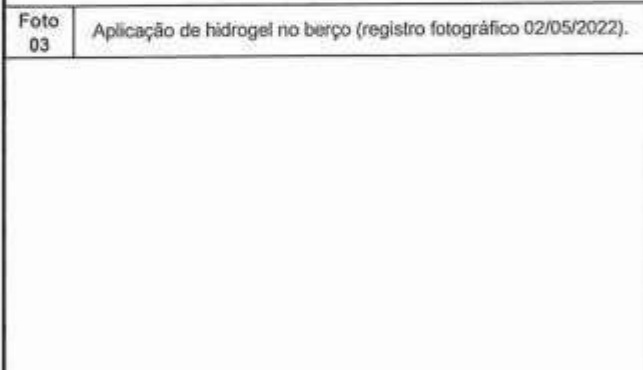 Foto
03
Aplicação de hidrogel no berço (registro fotográfico 02/05/2022).